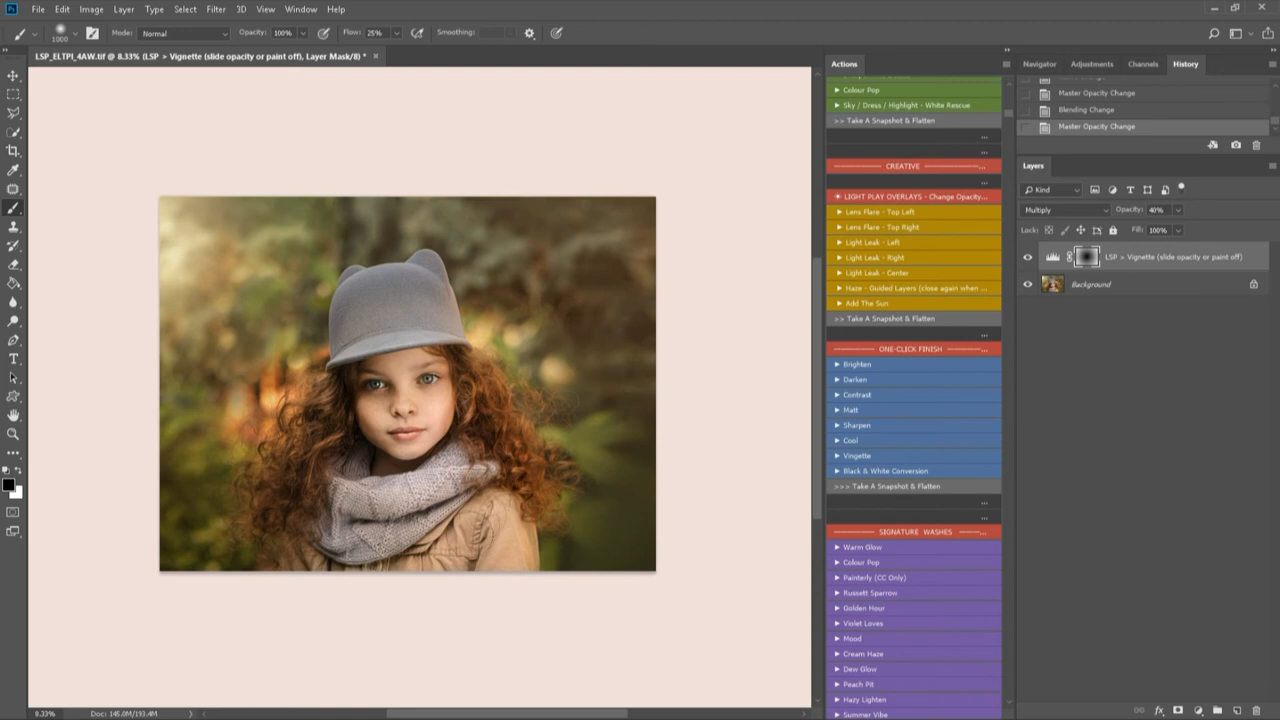 Ps File Edit Image Layer Type Select Filter 3D View Window Help
1000 Mode: Normal Opacity: 100% Flow: 25% Smoothing:
LSP_ELTPI_4AW.tif @ 8.33% (LSP > Vignette (slide opacity or paint off), Layer Mask/8) * ×
Actions
Colour Pop
Sky / Dress / Highlight - White Rescue
>> Take A Snapshot & Flatten
...
...
CREATIVE ...
...
LIGHT PLAY OVERLAYS - Change Opacity...
Lens Flare - Top Left
Lens Flare - Top Right
Light Leak - Left
Light Leak - Right
Light Leak - Center
Haze - Guided Layers (close again when ...
Add The Sun
>> Take A Snapshot & Flatten
...
ONE-CLICK FINISH ...
Brighten
Darken
Contrast
Matt
Sharpen
Cool
Vingette
Black & White Conversion
>>> Take A Snapshot & Flatten
...
...
SIGNATURE WASHES ...
Warm Glow
Colour Pop
Painterly (CC Only)
Russett Sparrow
Golden Hour
Violet Loves
Mood
Cream Haze
Dew Glow
Peach Pit
Hazy Lighten
Summer Vibe
Navigator Adjustments Channels History
Master Opacity Change
Blending Change
Master Opacity Change
Layers
Kind
Multiply Opacity: 40%
Lock: Fill: 100%
LSP > Vignette (slide opacity or paint off)
Background
8.33% Doc: 145.0M/193.4M